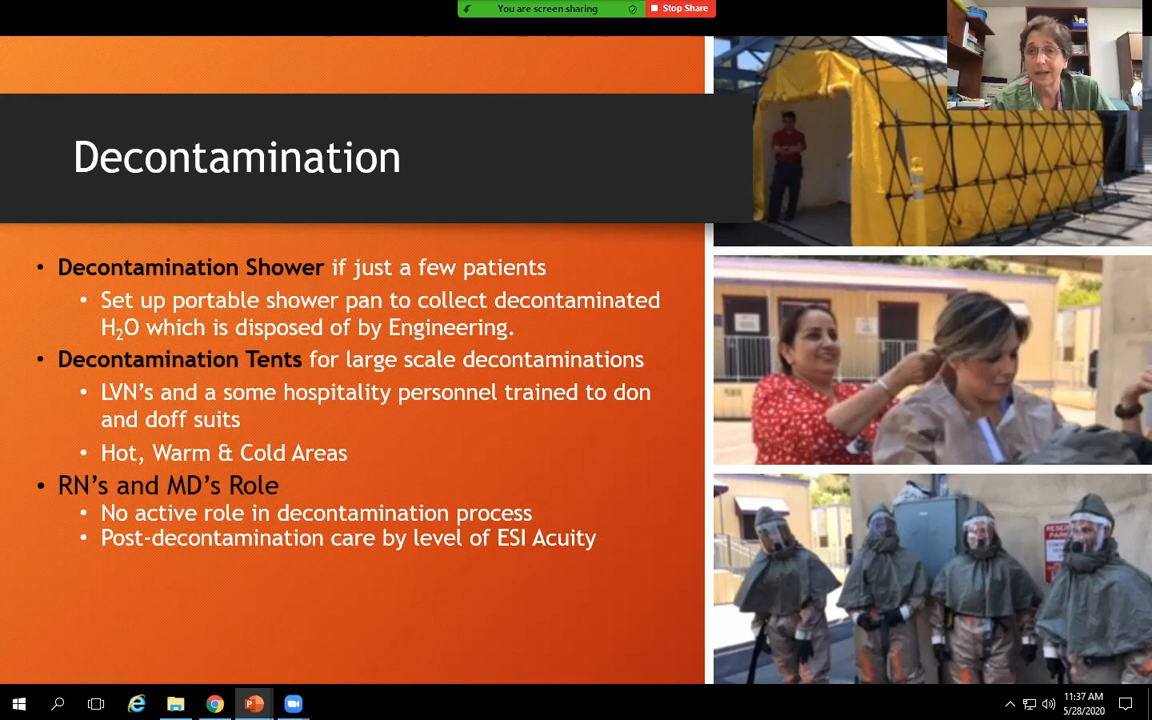 You are screen sharing
Stop Share
Decontamination
• Decontamination Shower if just a few patients
• Set up portable shower pan to collect decontaminated
H₂O which is disposed of by Engineering.
• Decontamination Tents for large scale decontaminations
• LVN's and a some hospitality personnel trained to don
and doff suits
• Hot, Warm & Cold Areas
• RN's and MD's Role
• No active role in decontamination process
• Post-decontamination care by level of ESI Acuity
11:37 AM
5/28/2020